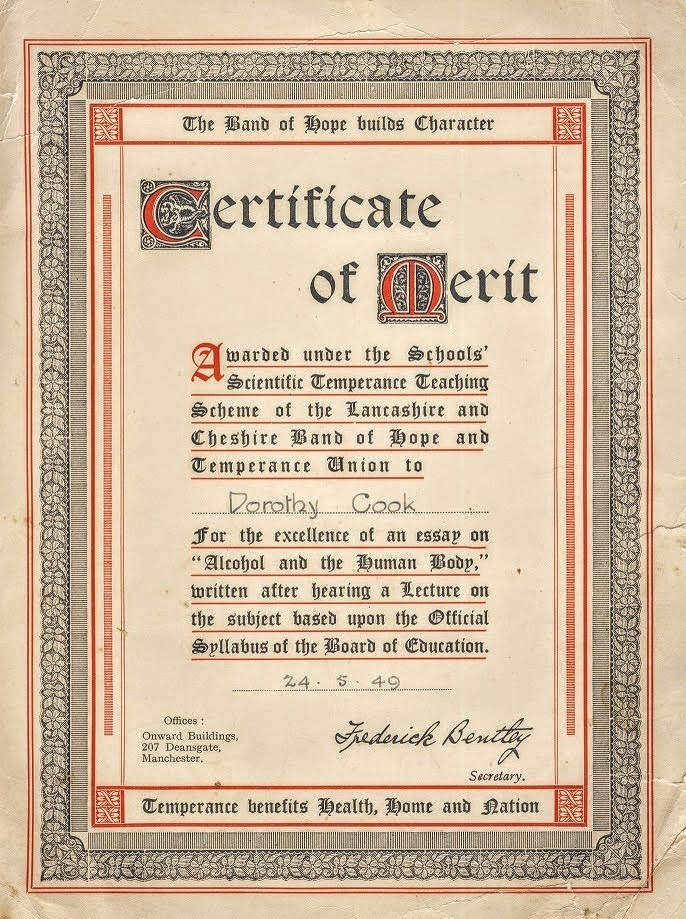 The Band of Hope builds Character
Certificate
of Merit
Awarded under the Schools'
Scientific Temperance Teaching
Scheme of the Lancashire and
Cheshire Band of Hope and
Temperance Union to
Dorothy Cook
For the excellence of an essay on
"Alcohol and the Human Body,"
written after hearing a Lecture on
the subject based upon the Official
Syllabus of the Board of Education.
24 · 5 · 49
Offices :
Onward Buildings,
207 Deansgate,
Manchester.
Frederick Bentley
Secretary.
Temperance benefits Health, Home and Nation